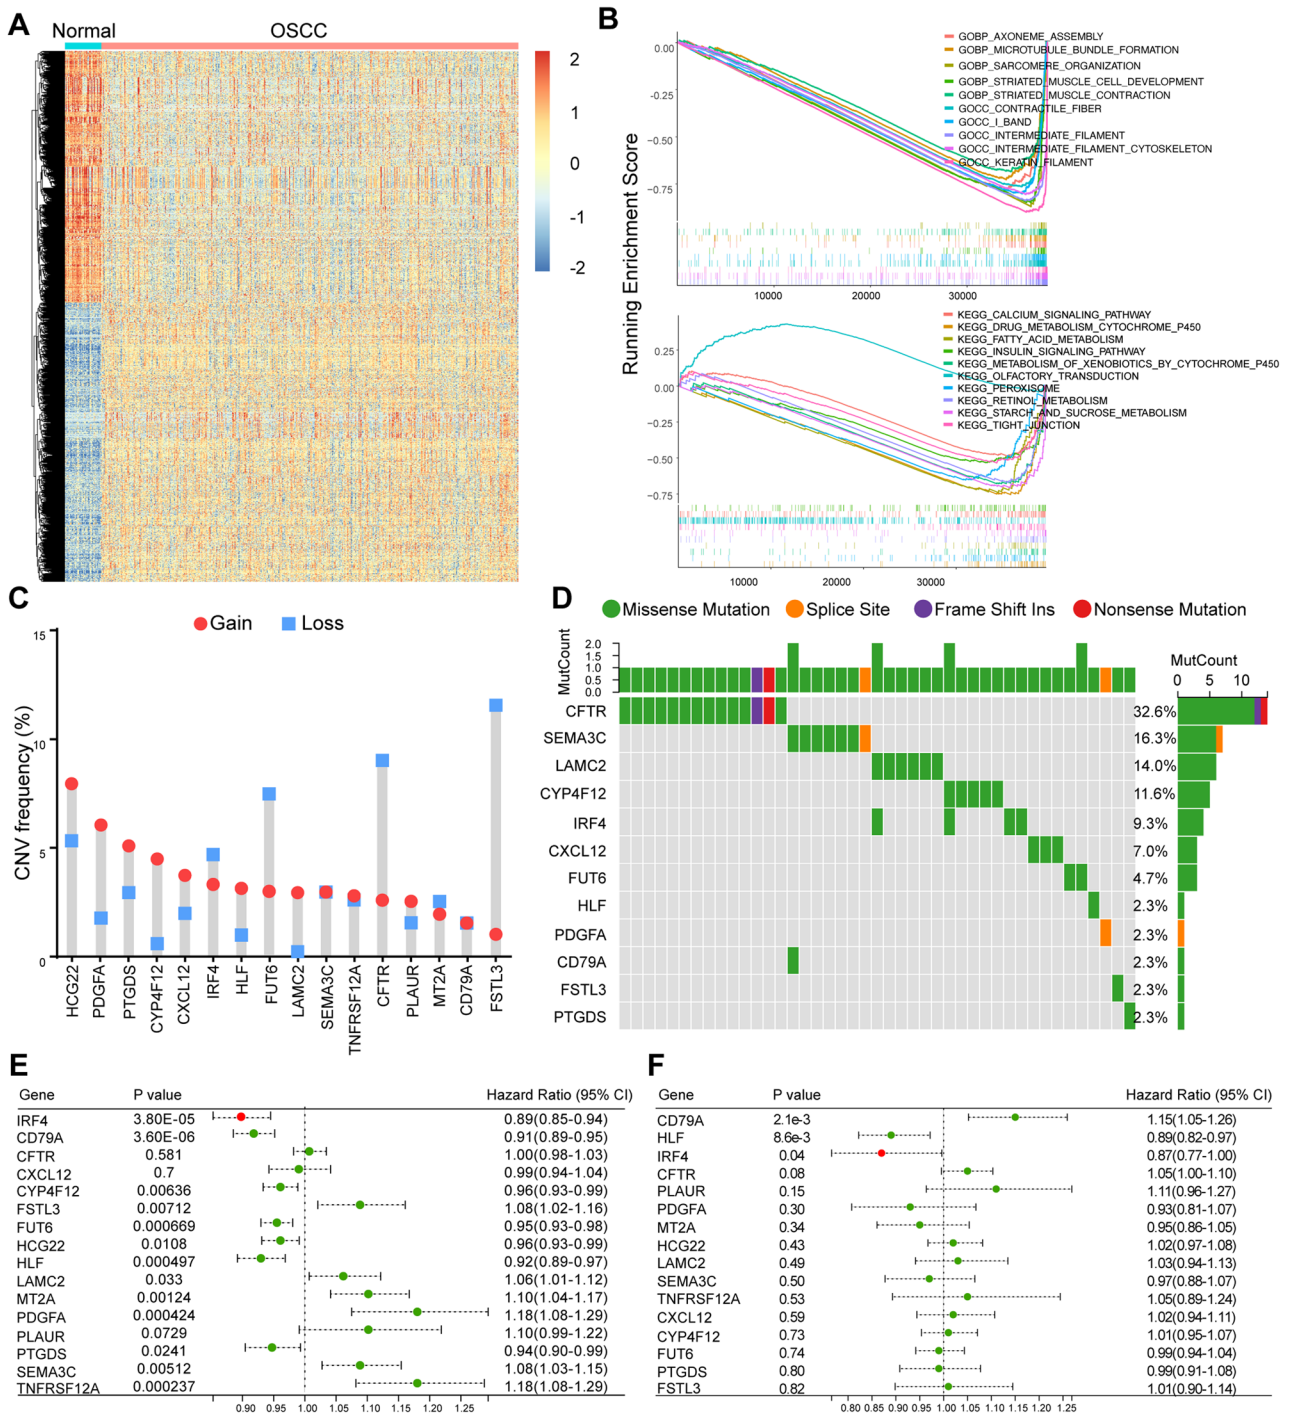 A
Normal
OSCC
2
1
0
-1
-2
B
Running Enrichment Score
0.00
−0.25
−0.50
−0.75
GOBP_AXONEME_ASSEMBLY
GOBP_MICROTUBULE_BUNDLE_FORMATION
GOBP_SARCOMERE_ORGANIZATION
GOBP_STRIATED_MUSCLE_CELL_DEVELOPMENT
GOBP_STRIATED_MUSCLE_CONTRACTION
GOCC_CONTRACTILE_FIBER
GOCC_I_BAND
GOCC_INTERMEDIATE_FILAMENT
GOCC_INTERMEDIATE_FILAMENT_CYTOSKELETON
GOCC_KERATIN_FILAMENT
10000 20000 30000
0.25
0.00
−0.25
−0.50
−0.75
KEGG_CALCIUM_SIGNALING_PATHWAY
KEGG_DRUG_METABOLISM_CYTOCHROME_P450
KEGG_FATTY_ACID_METABOLISM
KEGG_INSULIN_SIGNALING_PATHWAY
KEGG_METABOLISM_OF_XENOBIOTICS_BY_CYTOCHROME_P450
KEGG_OLFACTORY_TRANSDUCTION
KEGG_PEROXISOME
KEGG_RETINOL_METABOLISM
KEGG_STARCH_AND_SUCROSE_METABOLISM
KEGG_TIGHT_JUNCTION
10000 20000 30000
C
Gain Loss
CNV frequency (%)
15
10
5
0
HCG22
PDGFA
PTGDS
CYP4F12
CXCL12
IRF4
HLF
FUT6
LAMC2
SEMA3C
TNFRSF12A
CFTR
PLAUR
MT2A
CD79A
FSTL3
D
Missense Mutation Splice Site Frame Shift Ins Nonsense Mutation
MutCount
2.0
1.5
1.0
0.5
0.0
MutCount
0 5 10
CFTR 32.6%
SEMA3C 16.3%
LAMC2 14.0%
CYP4F12 11.6%
IRF4 9.3%
CXCL12 7.0%
FUT6 4.7%
HLF 2.3%
PDGFA 2.3%
CD79A 2.3%
FSTL3 2.3%
PTGDS 2.3%
E
Gene P value Hazard Ratio (95% CI)
IRF4 3.80E-05 0.89(0.85-0.94)
CD79A 3.60E-06 0.91(0.89-0.95)
CFTR 0.581 1.00(0.98-1.03)
CXCL12 0.7 0.99(0.94-1.04)
CYP4F12 0.00636 0.96(0.93-0.99)
FSTL3 0.00712 1.08(1.02-1.16)
FUT6 0.000669 0.95(0.93-0.98)
HCG22 0.0108 0.96(0.93-0.99)
HLF 0.000497 0.92(0.89-0.97)
LAMC2 0.033 1.06(1.01-1.12)
MT2A 0.00124 1.10(1.04-1.17)
PDGFA 0.000424 1.18(1.08-1.29)
PLAUR 0.0729 1.10(0.99-1.22)
PTGDS 0.0241 0.94(0.90-0.99)
SEMA3C 0.00512 1.08(1.03-1.15)
TNFRSF12A 0.000237 1.18(1.08-1.29)
0.90 0.95 1.00 1.05 1.10 1.15 1.20 1.25
F
Gene P value Hazard Ratio (95% CI)
CD79A 2.1e-3 1.15(1.05-1.26)
HLF 8.6e-3 0.89(0.82-0.97)
IRF4 0.04 0.87(0.77-1.00)
CFTR 0.08 1.05(1.00-1.10)
PLAUR 0.15 1.11(0.96-1.27)
PDGFA 0.30 0.93(0.81-1.07)
MT2A 0.34 0.95(0.86-1.05)
HCG22 0.43 1.02(0.97-1.08)
LAMC2 0.49 1.03(0.94-1.13)
SEMA3C 0.50 0.97(0.88-1.07)
TNFRSF12A 0.53 1.05(0.89-1.24)
CXCL12 0.59 1.02(0.94-1.11)
CYP4F12 0.73 1.01(0.95-1.07)
FUT6 0.74 0.99(0.94-1.04)
PTGDS 0.80 0.99(0.91-1.08)
FSTL3 0.82 1.01(0.90-1.14)
0.80 0.85 0.90 0.95 1.00 1.05 1.10 1.15 1.20 1.25